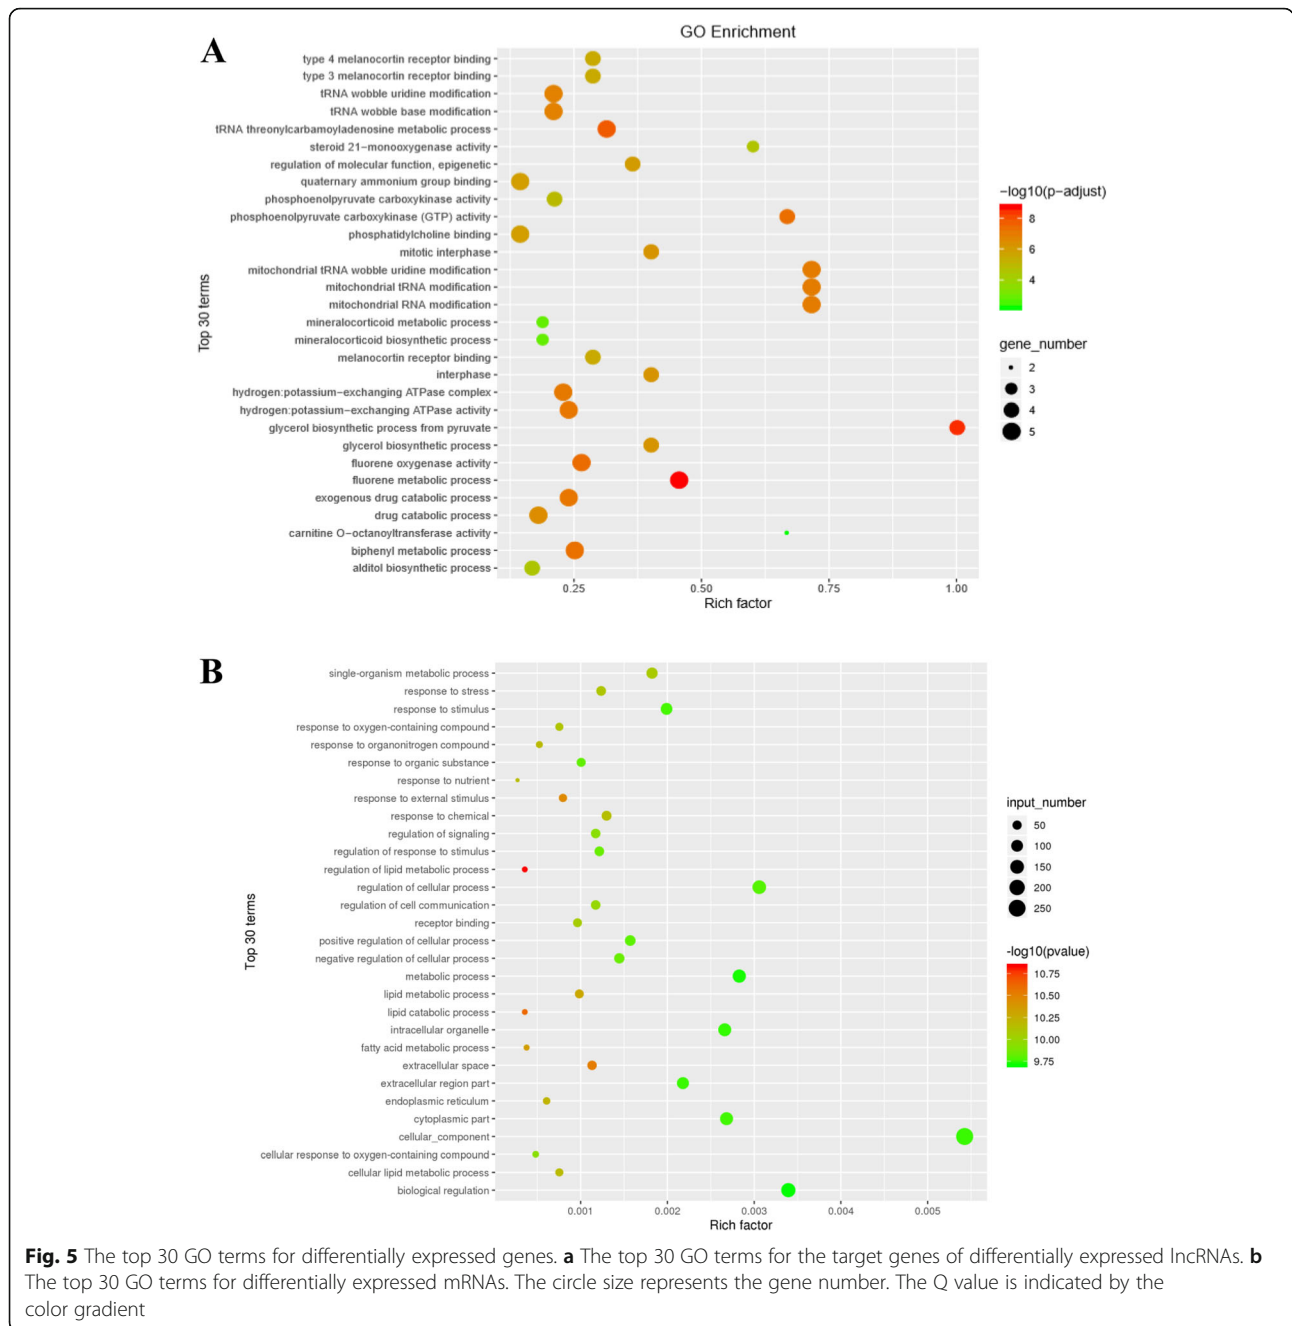 A
GO Enrichment
type 4 melanocortin receptor binding
type 3 melanocortin receptor binding
tRNA wobble uridine modification
tRNA wobble base modification
tRNA threonylcarbamoyladenosine metabolic process
steroid 21−monooxygenase activity
regulation of molecular function, epigenetic
quaternary ammonium group binding
phosphoenolpyruvate carboxykinase activity
phosphoenolpyruvate carboxykinase (GTP) activity
phosphatidylcholine binding
mitotic interphase
mitochondrial tRNA wobble uridine modification
mitochondrial tRNA modification
mitochondrial RNA modification
mineralocorticoid metabolic process
mineralocorticoid biosynthetic process
melanocortin receptor binding
interphase
hydrogen:potassium−exchanging ATPase complex
hydrogen:potassium−exchanging ATPase activity
glycerol biosynthetic process from pyruvate
glycerol biosynthetic process
fluorene oxygenase activity
fluorene metabolic process
exogenous drug catabolic process
drug catabolic process
carnitine O−octanoyltransferase activity
biphenyl metabolic process
alditol biosynthetic process
Top 30 terms
0.25 0.50 0.75 1.00
Rich factor
−log10(p−adjust)
8
6
4
gene_number
2
3
4
5
B
single-organism metabolic process
response to stress
response to stimulus
response to oxygen-containing compound
response to organonitrogen compound
response to organic substance
response to nutrient
response to external stimulus
response to chemical
regulation of signaling
regulation of response to stimulus
regulation of lipid metabolic process
regulation of cellular process
regulation of cell communication
receptor binding
positive regulation of cellular process
negative regulation of cellular process
metabolic process
lipid metabolic process
lipid catabolic process
intracellular organelle
fatty acid metabolic process
extracellular space
extracellular region part
endoplasmic reticulum
cytoplasmic part
cellular_component
cellular response to oxygen-containing compound
cellular lipid metabolic process
biological regulation
Top 30 terms
0.001 0.002 0.003 0.004 0.005
Rich factor
input_number
50
100
150
200
250
-log10(pvalue)
10.75
10.50
10.25
10.00
9.75
Fig. 5 The top 30 GO terms for differentially expressed genes. a The top 30 GO terms for the target genes of differentially expressed lncRNAs. b
The top 30 GO terms for differentially expressed mRNAs. The circle size represents the gene number. The Q value is indicated by the
color gradient